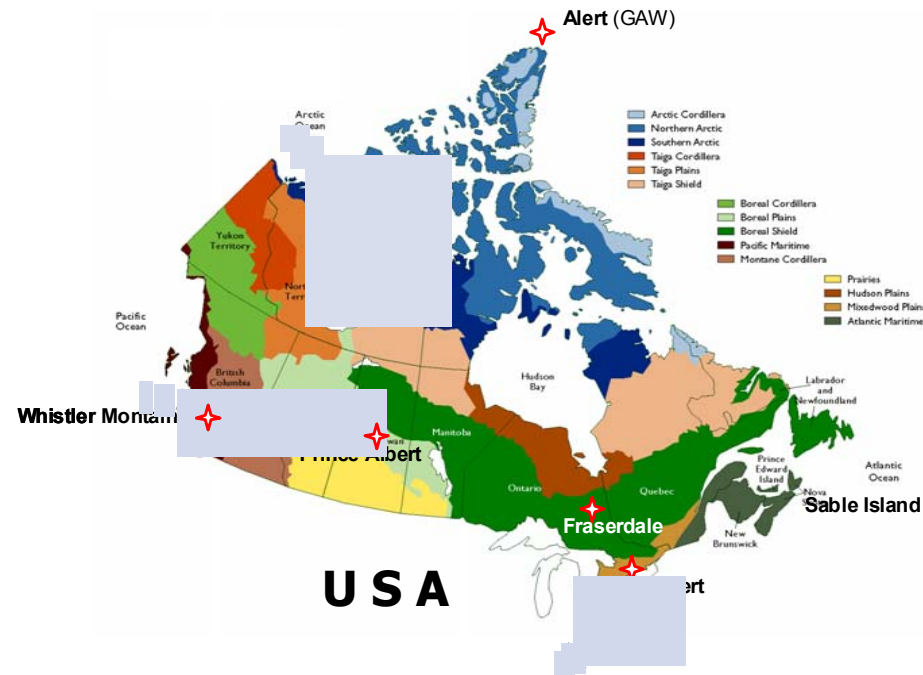 Alert (GAW)
Arctic
Ocean
Arctic Cordillera
Northern Arctic
Southern Arctic
Taiga Cordillera
Taiga Plains
Taiga Shield
Boreal Cordillera
Boreal Plains
Boreal Shield
Pacific Maritime
Montane Cordillera
Prairies
Hudson Plains
Mixedwood Plains
Atlantic Maritime
Yukon
Territory
Pacific
Ocean
British
Columbia
Hudson
Bay
Labrador
and
Newfoundland
Whistler
Prince Albert
Manitoba
Ontario
Quebec
Prince
Edward
Island
Atlantic
Ocean
Nova
Sable Island
Fraserdale
New
Brunswick
USA